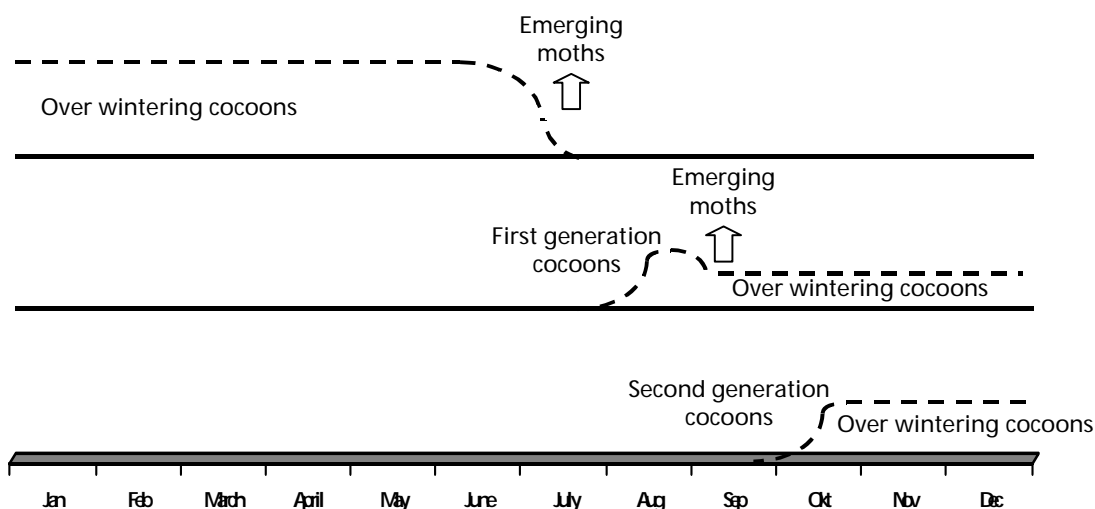 Emerging
moths
Over wintering cocoons
Emerging
moths
First generation
cocoons
Over wintering cocoons
Second generation
cocoons
Over wintering cocoons
Jan Feb March April May June July Aug Sep Okt Nov Dec